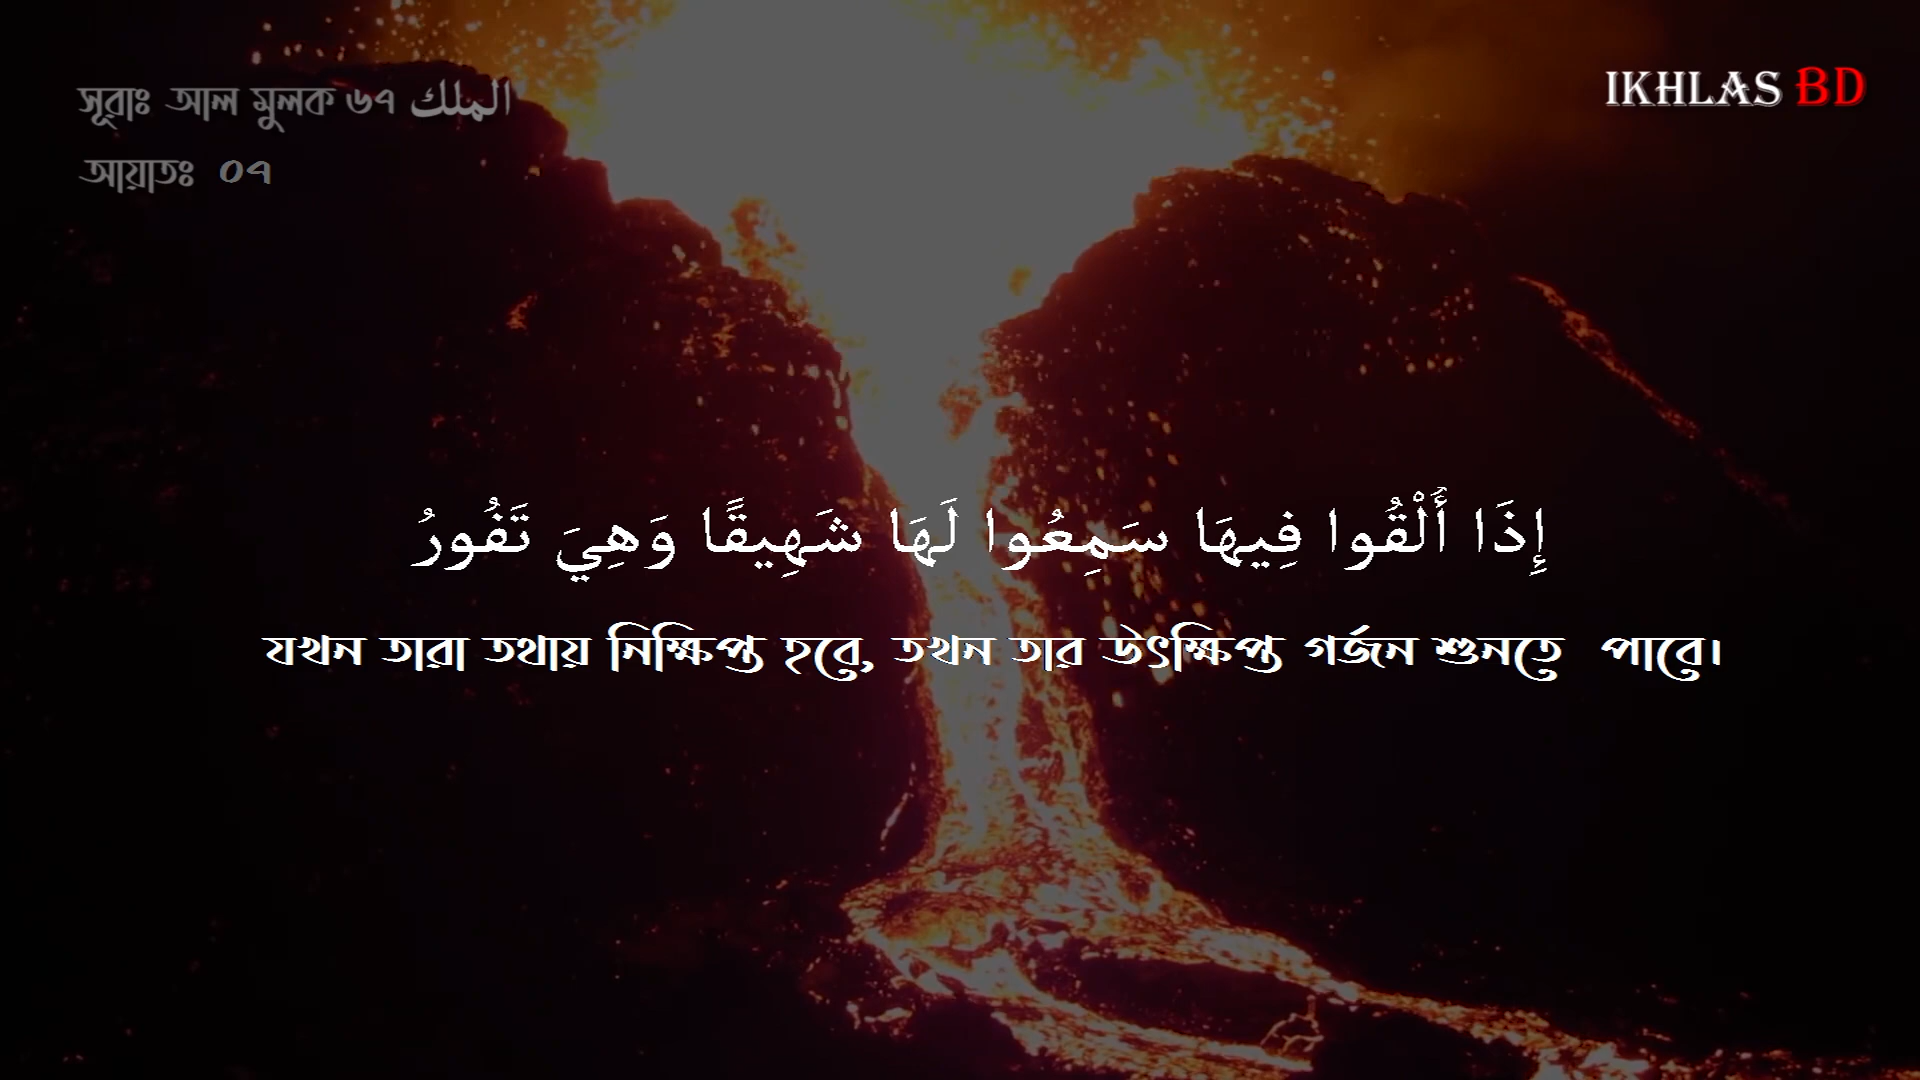 সূরাঃ আল মুলক ৬৭ الملك
IKHLAS BD
আয়াতঃ ০৭
إِذَا أُلْقُوا فِيهَا سَمِعُوا لَهَا شَهِيقًا وَهِيَ تَفُورُ
যখন তারা তথায় নিক্ষিপ্ত হবে, তখন তার উৎক্ষিপ্ত গর্জন শুনতে পাবে।